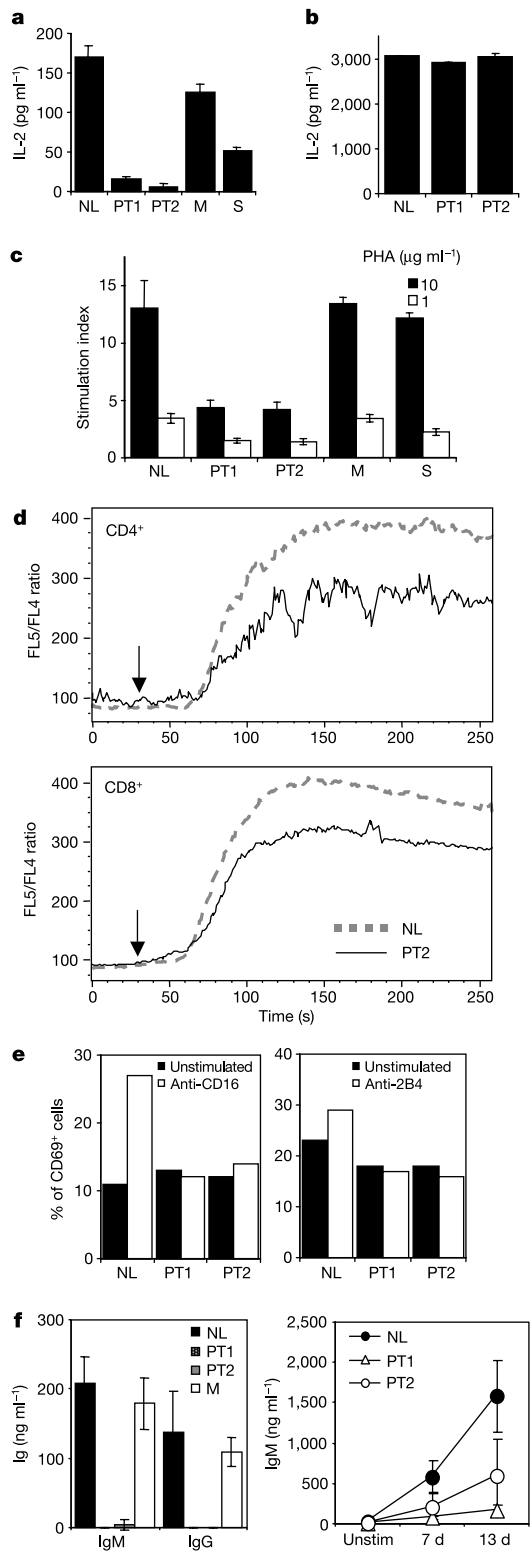 a
b
IL-2 (pg ml⁻¹)
200
150
100
50
0
NL PT1 PT2 M S
IL-2 (pg ml⁻¹)
3,000
2,000
1,000
0
NL PT1 PT2
c
PHA (μg ml⁻¹)
10
1
Stimulation index
15
10
5
0
NL PT1 PT2 M S
d
CD4⁺
FL5/FL4 ratio
400
300
200
100
0 50 100 150 200 250
CD8⁺
FL5/FL4 ratio
400
300
200
100
NL
PT2
0 50 100 150 200 250
Time (s)
e
% of CD69⁺ cells
30
20
10
0
Unstimulated
Anti-CD16
NL PT1 PT2
40
30
20
10
0
Unstimulated
Anti-2B4
NL PT1 PT2
f
Ig (ng ml⁻¹)
300
200
100
0
NL
PT1
PT2
M
IgM IgG
IgM (ng ml⁻¹)
2,500
2,000
1,500
1,000
500
0
NL
PT1
PT2
Unstim 7 d 13 d